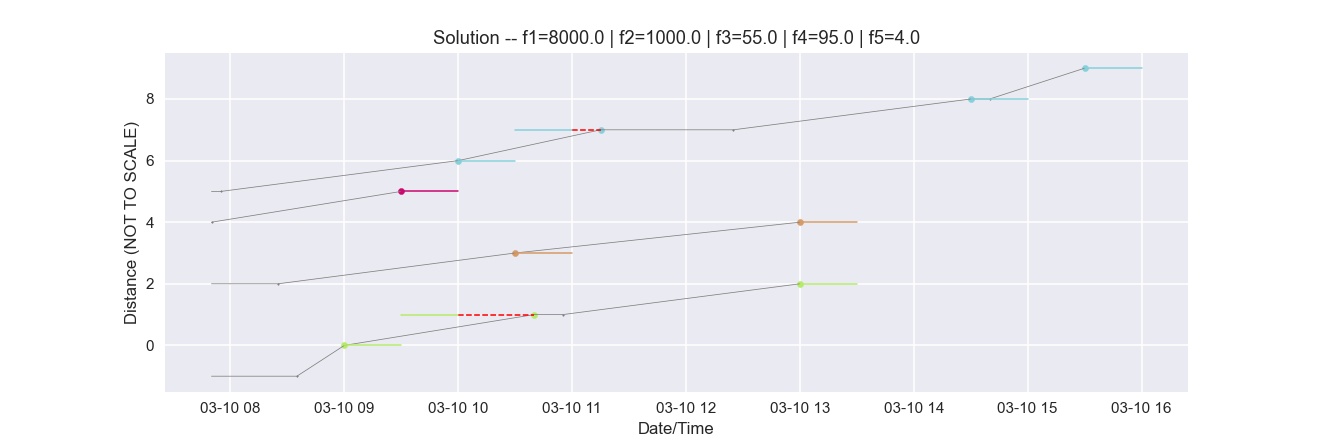 Solution -- f1=8000.0 | f2=1000.0 | f3=55.0 | f4=95.0 | f5=4.0
Distance (NOT TO SCALE)
8
6
4
2
0
03-10 08 03-10 09 03-10 10 03-10 11 03-10 12 03-10 13 03-10 14 03-10 15 03-10 16
Date/Time